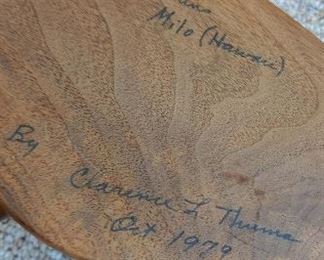 Milo (Hawaii)
By
Clarence L Thuma
Oct 1979